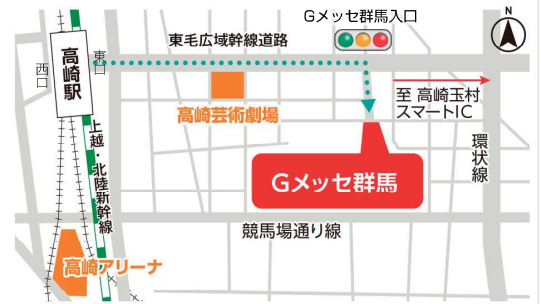 Gメッセ群馬入口
N
東毛広域幹線道路
西口
高崎駅
東口
高崎芸術劇場
至 高崎玉村
スマートIC
上越・北陸新幹線
Gメッセ群馬
環状線
競馬場通り線
高崎アリーナ